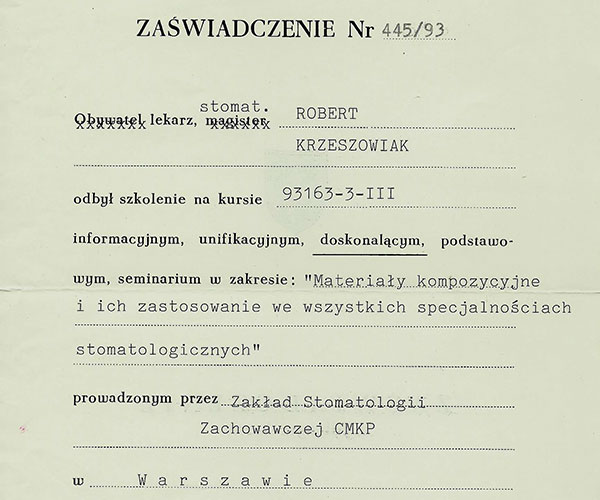 ZAŚWIADCZENIE Nr 445/93
stomat.
Obywatel lekarz, magister ROBERT
KRZESZOWIAK
odbył szkolenie na kursie 93163-3-III
informacyjnym, unifikacyjnym, doskonalącym, podstawo-
wym, seminarium w zakresie: "Materiały kompozycyjne
i ich zastosowanie we wszystkich specjalnościach
stomatologicznych"
prowadzonym przez Zakład Stomatologii
Zachowawczej CMKP
w Warszawie